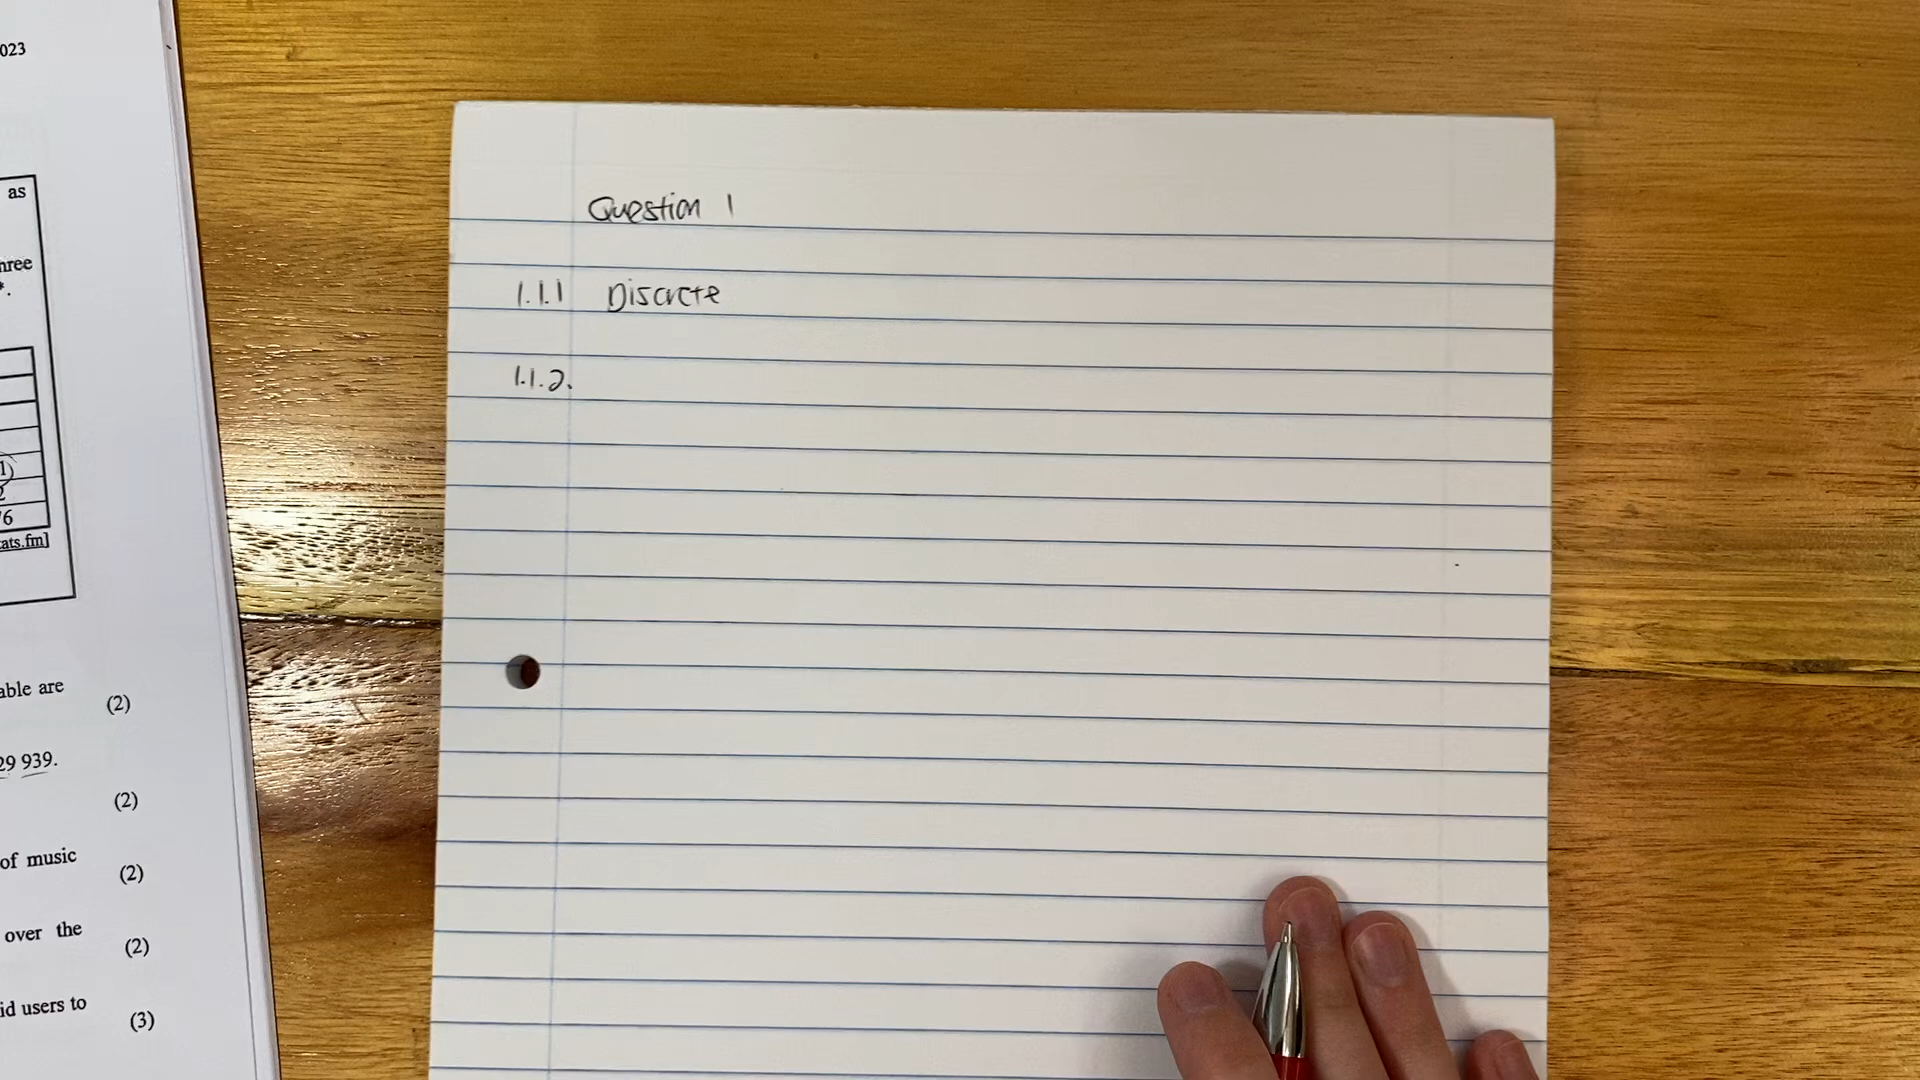 023
as
hree
*.
1
2
76
tats.fm]
able are
(2)
29 939.
(2)
of music
(2)
over the
(2)
id users to
(3)
Question 1
1.1.1 Discrete
1.1.2.